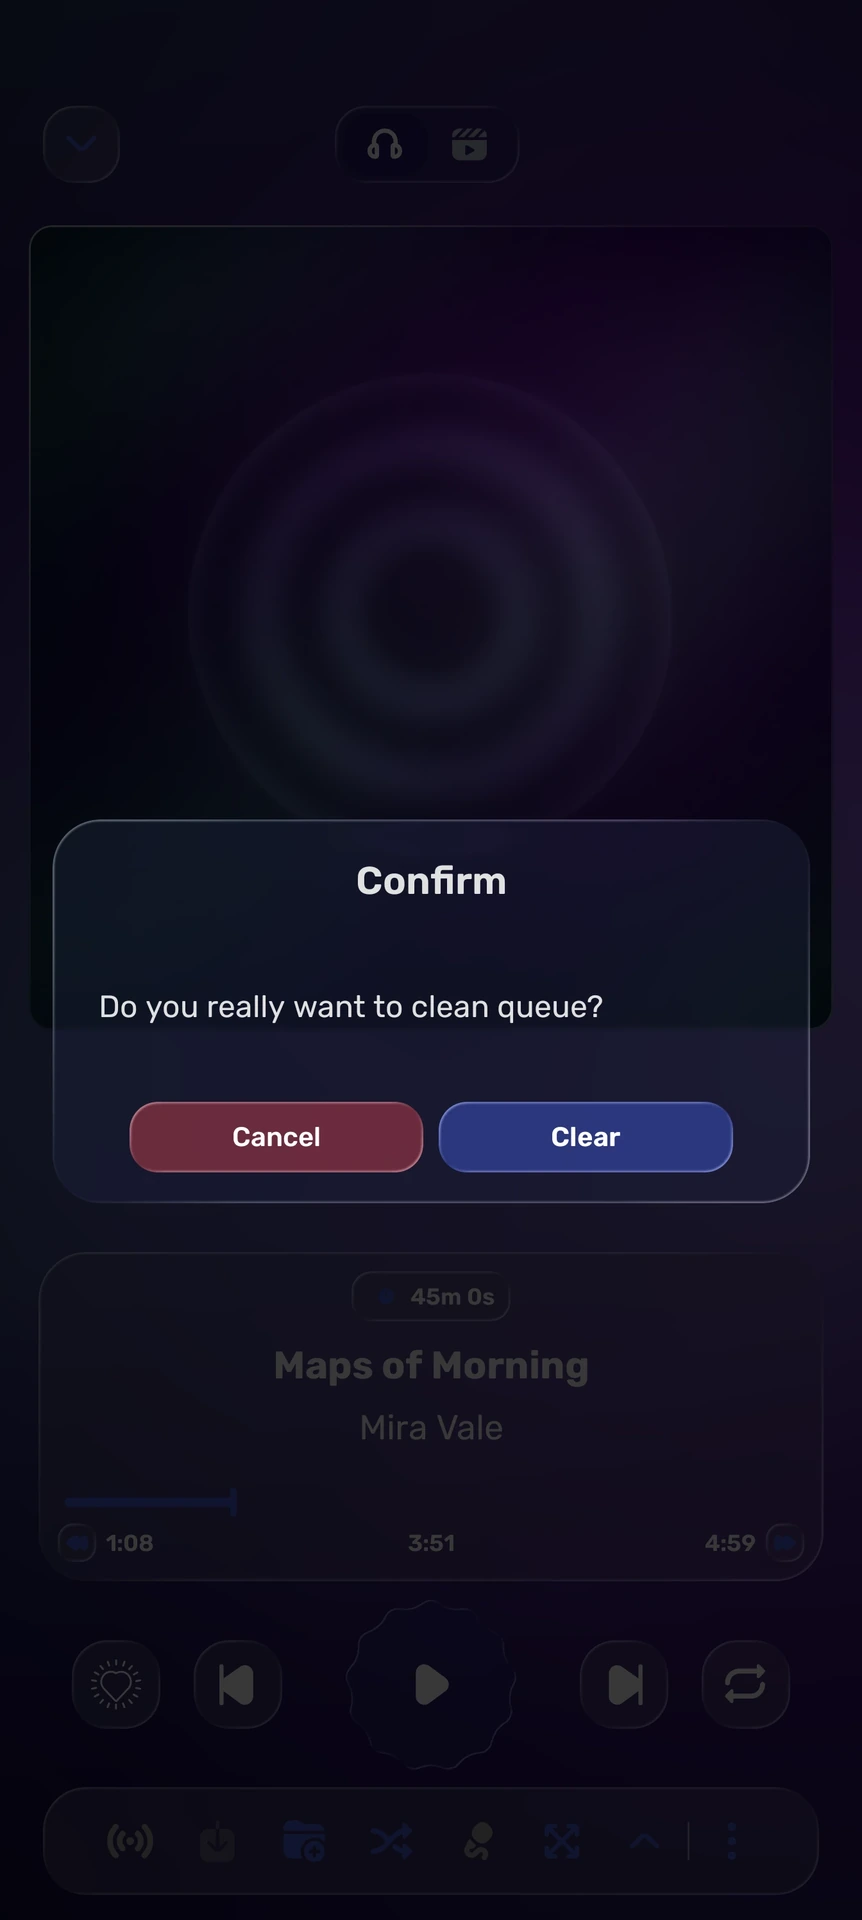 Confirm
Do you really want to clean queue?
Cancel
Clear
45m 0s
Maps of Morning
Mira Vale
1:08
3:51
4:59